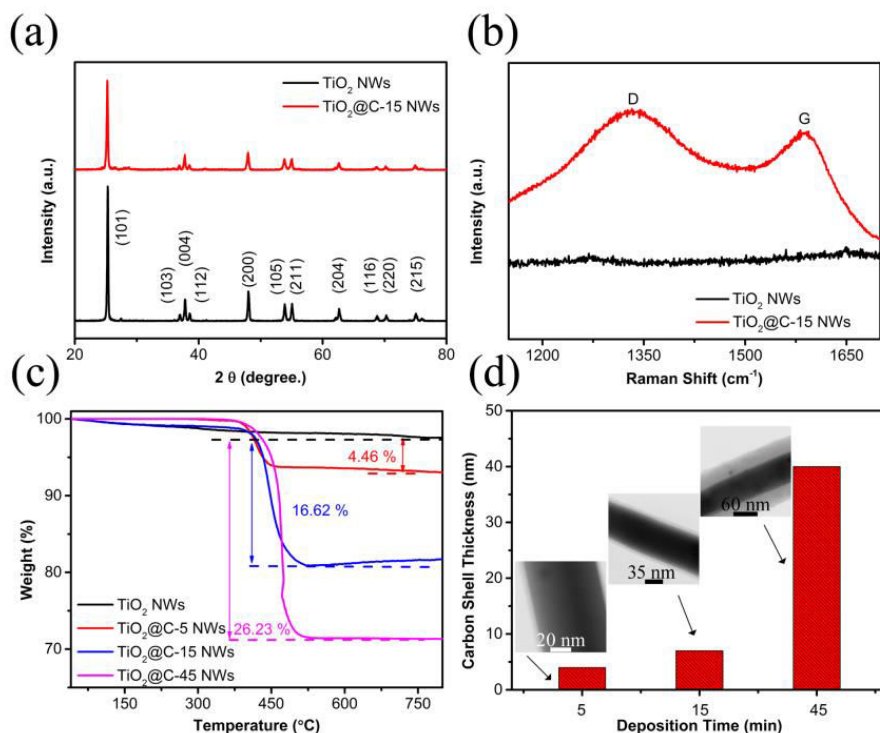 (a)
TiO2 NWs
TiO2@C-15 NWs
Intensity (a.u.)
(101)
(103)
(004)
(112)
(200)
(105)
(211)
(204)
(116)
(220)
(215)
20 40 60 80
2 θ (degree.)
(b)
D
G
Intensity (a.u.)
TiO2 NWs
TiO2@C-15 NWs
1200 1350 1500 1650
Raman Shift (cm-1)
(c)
100
90
80
70
Weight (%)
4.46 %
16.62 %
26.23 %
TiO2 NWs
TiO2@C-5 NWs
TiO2@C-15 NWs
TiO2@C-45 NWs
150 300 450 600 750
Temperature (°C)
(d)
50
40
30
20
10
0
Carbon Shell Thickness (nm)
60 nm
35 nm
20 nm
5 15 45
Deposition Time (min)